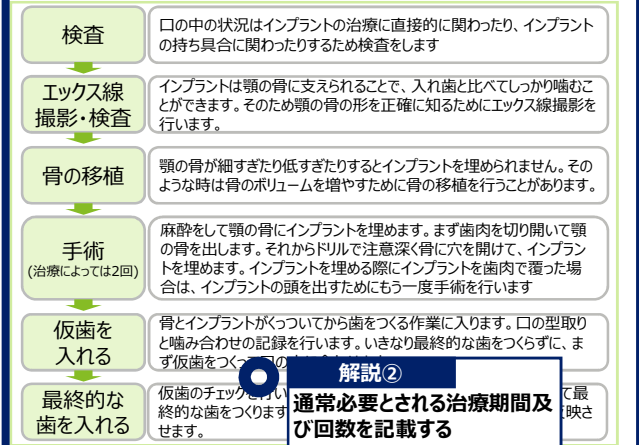 検査
口の中の状況はインプラントの治療に直接的に関わったり、インプラント
の持ち具合に関わったりするため検査をします
エックス線
撮影・検査
インプラントは顎の骨に支えられることで、入れ歯と比べてしっかり噛むこ
とができます。そのため顎の骨の形を正確に知るためにエックス線撮影を
行います。
骨の移植
顎の骨が細すぎたり低すぎたりするとインプラントを埋められません。その
ような時は骨のボリュームを増やすために骨の移植を行うことがあります。
手術
(治療によっては2回)
麻酔をして顎の骨にインプラントを埋めます。まず歯肉を切り開いて顎
の骨を出します。それからドリルで注意深く骨に穴を開けて、インプラン
トを埋めます。インプラントを埋める際にインプラントを歯肉で覆った場
合は、インプラントの頭を出すためにもう一度手術を行います
仮歯を
入れる
骨とインプラントがくっついてから歯をつくる作業に入ります。口の型取り
と噛み合わせの記録を行います。いきなり最終的な歯をつくらずに、ま
ず仮歯をつくっ
最終的な
歯を入れる
仮歯のチェック
て最
終的な歯をつくります
映さ
せます。
解説②
通常必要とされる治療期間及
び回数を記載する